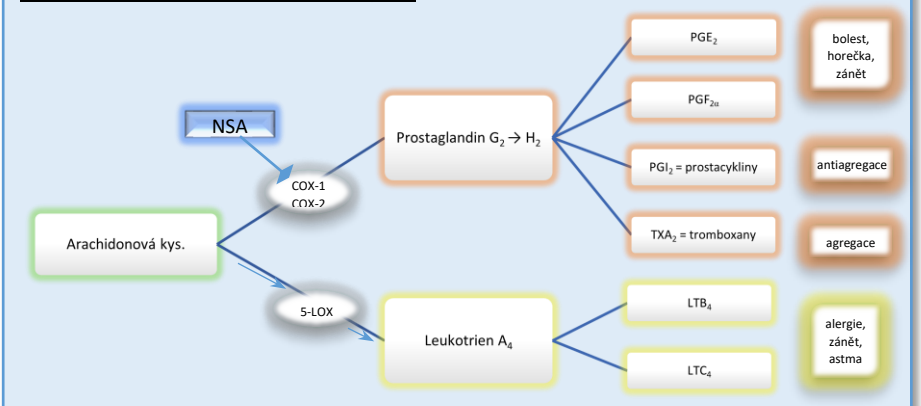 NSA
Arachidonová kys.
COX-1
COX-2
5-LOX
Prostaglandin G₂ → H₂
Leukotrien A₄
PGE₂
PGF₂α
PGI₂ = prostacykliny
TXA₂ = tromboxany
LTB₄
LTC₄
bolest,
horečka,
zánět
antiagregace
agregace
alergie,
zánět,
astma